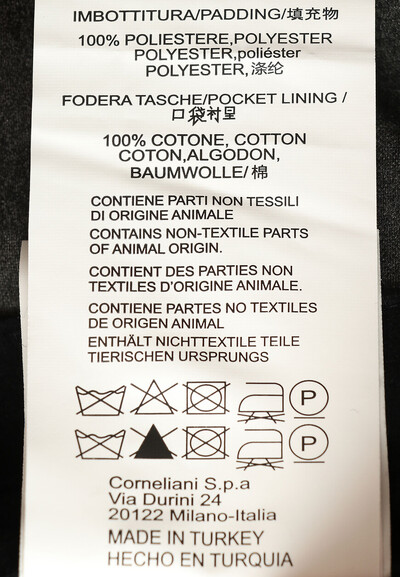 IMBOTTITURA/PADDING/填充物
100% POLIESTERE,POLYESTER
POLYESTER,poliéster
POLYESTER,涤纶
FODERA TASCHE/POCKET LINING /
口袋衬里
100% COTONE, COTTON
COTON,ALGODON,
BAUMWOLLE/棉
CONTIENE PARTI NON TESSILI
DI ORIGINE ANIMALE
CONTAINS NON-TEXTILE PARTS
OF ANIMAL ORIGIN.
CONTIENT DES PARTIES NON
TEXTILES D'ORIGINE ANIMALE.
CONTIENE PARTES NO TEXTILES
DE ORIGEN ANIMAL
ENTHÄLT NICHTTEXTILE TEILE
TIERISCHEN URSPRUNGS
P
P
Corneliani S.p.a
Via Durini 24
20122 Milano-Italia
MADE IN TURKEY
HECHO EN TURQUIA